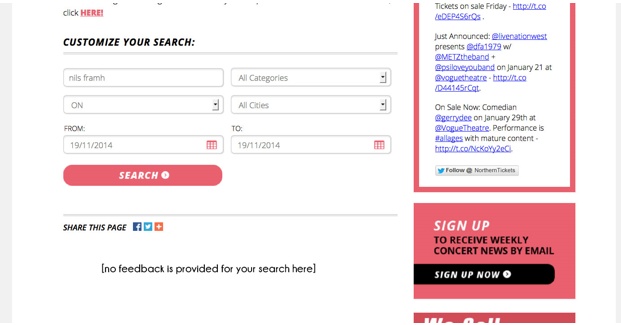 click HERE!
CUSTOMIZE YOUR SEARCH:
nils framh
All Categories
ON
All Cities
FROM:
TO:
19/11/2014
19/11/2014
SEARCH
SHARE THIS PAGE
[no feedback is provided for your search here]
Tickets on sale Friday - http://t.co
/eDEP4S6rQs .
Just Announced: @livenationwest
presents @dfa1979 w/
@METZtheband +
@psiloveyouband on January 21 at
@voguetheatre - http://t.co
/D44145rCqt.
On Sale Now: Comedian
@gerrydee on January 29th at
@VogueTheatre. Performance is
#allages with mature content -
http://t.co/NcKoYy2eCi.
Follow @ NorthernTickets
SIGN UP
TO RECEIVE WEEKLY
CONCERT NEWS BY EMAIL
SIGN UP NOW
We Sell